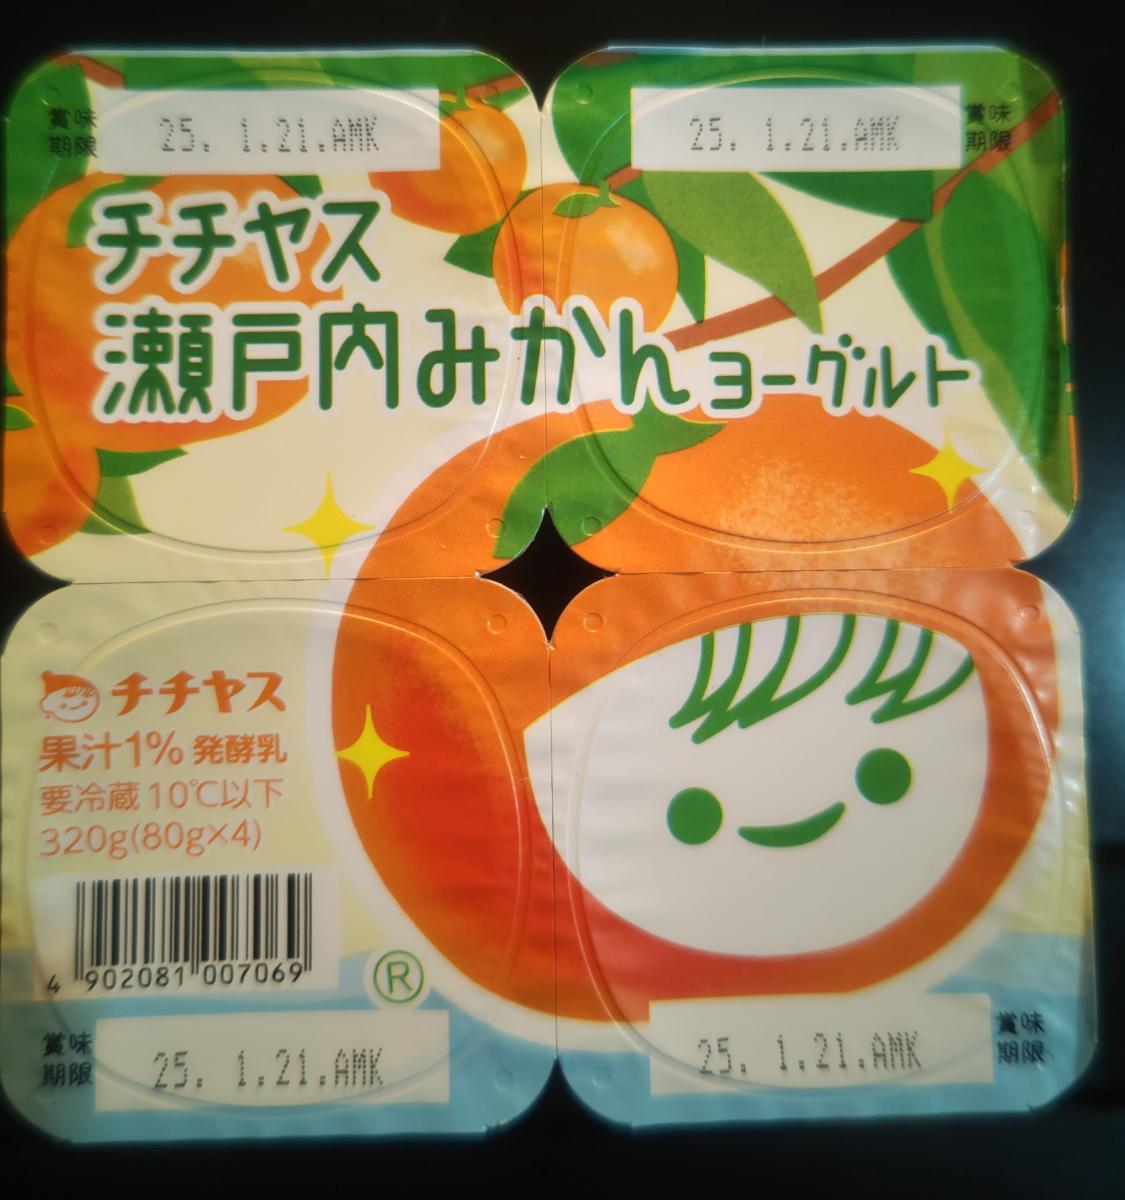 賞味
期限
25. 1.21.AMK
25. 1.21.AMK
賞味
期限
チチヤス
瀬戸内みかんヨーグルト
チチヤス
果汁1% 発酵乳
要冷蔵 10℃以下
320g(80g×4)
4 902081 007069
®
賞味
期限
25. 1.21.AMK
25. 1.21.AMK
賞味
期限